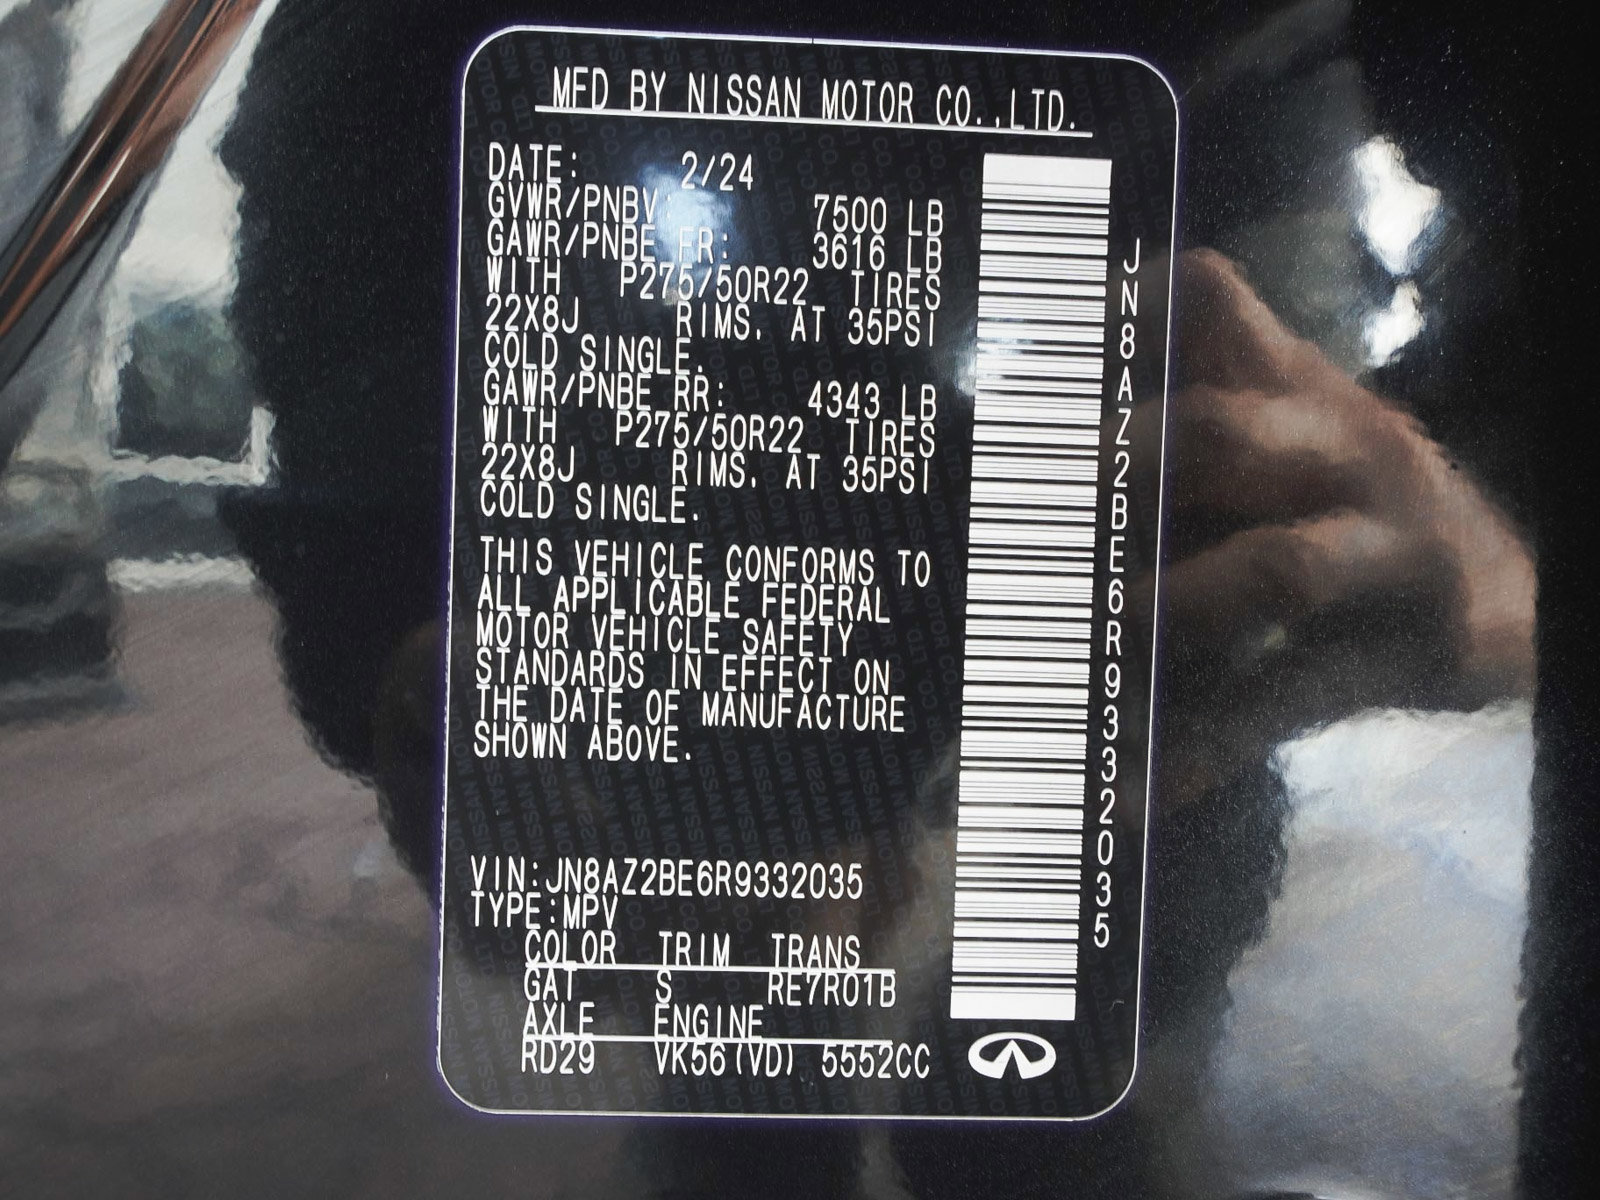 MFD BY NISSAN MOTOR CO.,LTD.
DATE: 2/24
GVWR/PNBV 7500 LB
GAWR/PNBE FR: 3616 LB
WITH P275/50R22 TIRES
22X8J RIMS. AT 35PSI
COLD SINGLE.
GAWR/PNBE RR: 4343 LB
WITH P275/50R22 TIRES
22X8J RIMS. AT 35PSI
COLD SINGLE.
THIS VEHICLE CONFORMS TO
ALL APPLICABLE FEDERAL
MOTOR VEHICLE SAFETY
STANDARDS IN EFFECT ON
THE DATE OF MANUFACTURE
SHOWN ABOVE.
VIN:JN8AZ2BE6R9332035
TYPE:MPV
COLOR TRIM TRANS
GAT S RE7R01B
AXLE ENGINE
RD29 VK56(VD) 5552CC
JN8AZ2BE6R9332035